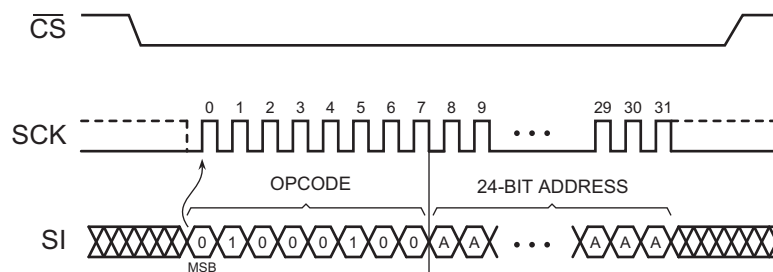 CS
0 1 2 3 4 5 6 7 8 9 29 30 31
SCK
OPCODE 24-BIT ADDRESS
SI 0 1 0 0 0 1 0 0 A A A A A
MSB